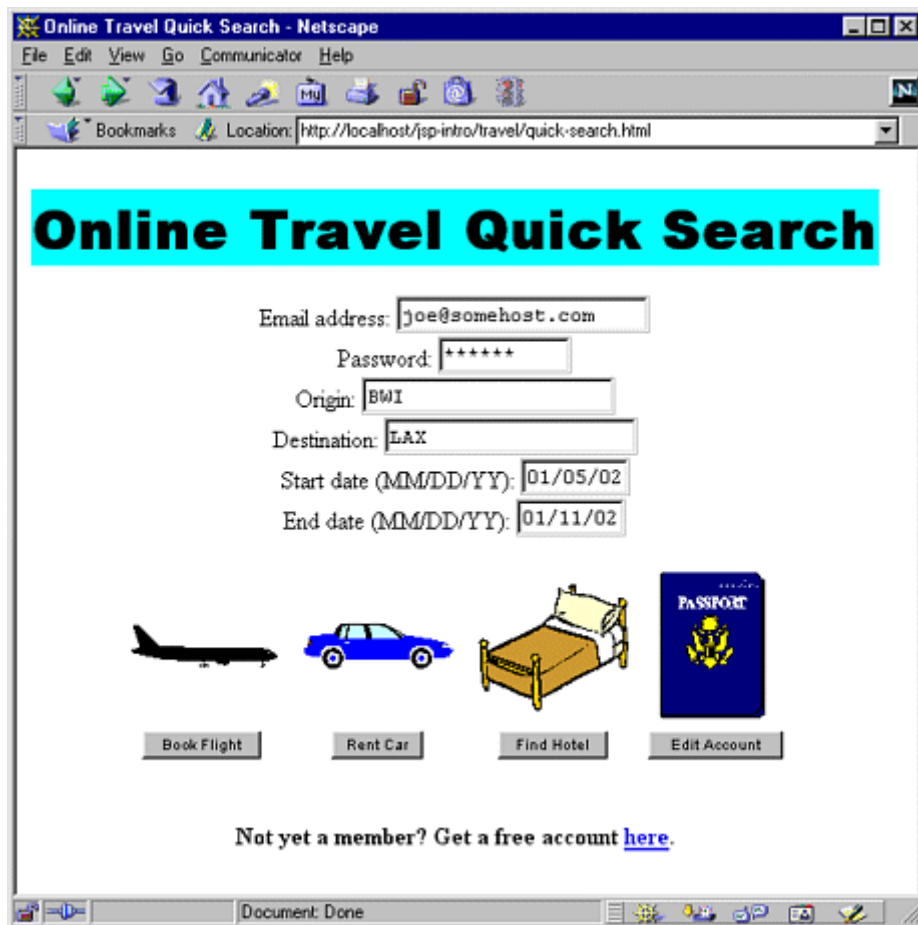 Online Travel Quick Search - Netscape
File Edit View Go Communicator Help
My
N
Bookmarks Location: http://localhost/jsp-intro/travel/quick-search.html
Online Travel Quick Search
Email address: joe@somehost.com
Password: ******
Origin: BWI
Destination: LAX
Start date (MM/DD/YY): 01/05/02
End date (MM/DD/YY): 01/11/02
PASSPORT
Book Flight Rent Car Find Hotel Edit Account
Not yet a member? Get a free account here.
Document: Done